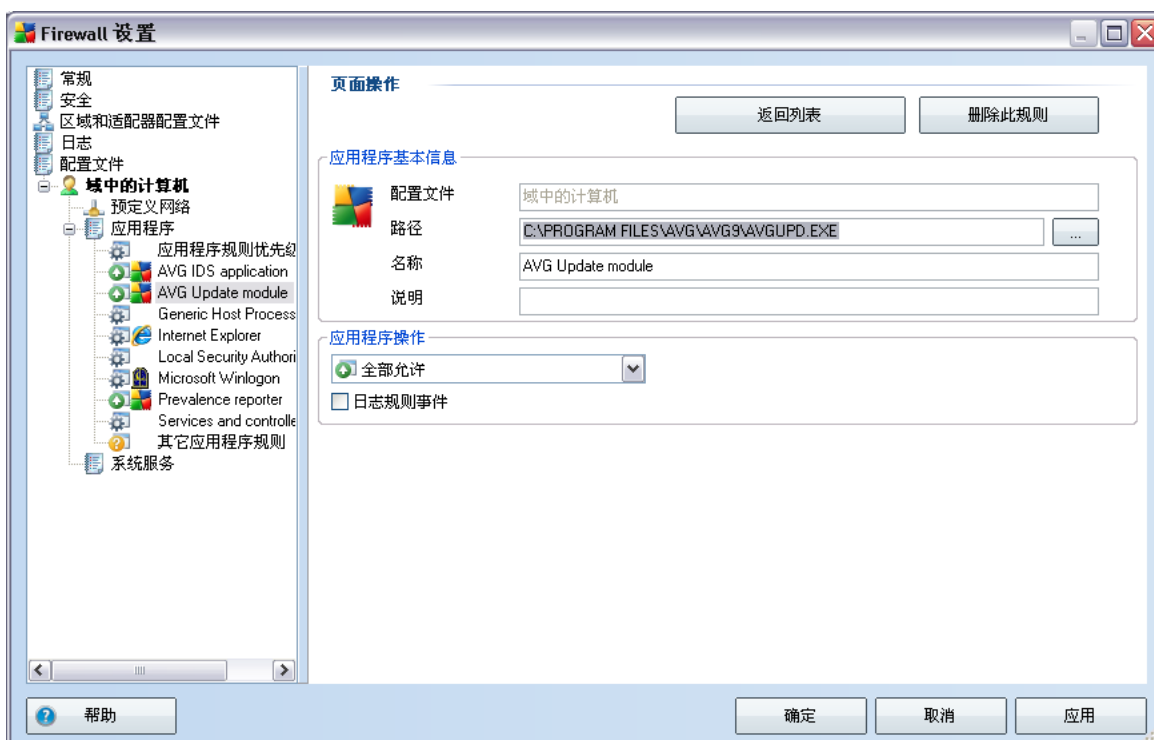 Firewall 设置
常规
安全
区域和适配器配置文件
日志
配置文件
域中的计算机
预定义网络
应用程序
应用程序规则优先级
AVG IDS application
AVG Update module
Generic Host Process
Internet Explorer
Local Security Authori
Microsoft Winlogon
Prevalence reporter
Services and controlle
其它应用程序规则
系统服务
页面操作
返回列表
删除此规则
应用程序基本信息
配置文件
域中的计算机
路径
C:\PROGRAM FILES\AVG\AVG9\AVGUPD.EXE
...
名称
AVG Update module
说明
应用程序操作
全部允许
日志规则事件
帮助
确定
取消
应用